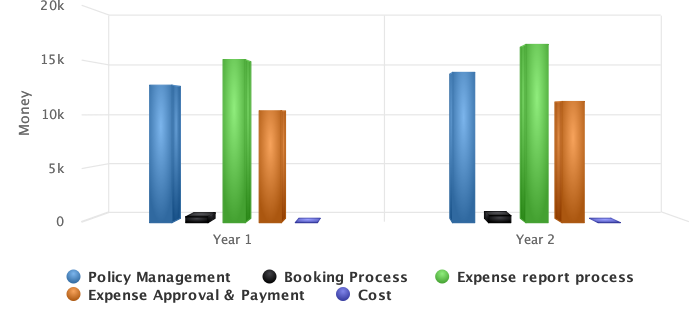 20k
15k
10k
5k
0
Money
Year 1 Year 2
Policy Management Booking Process Expense report process
Expense Approval & Payment Cost